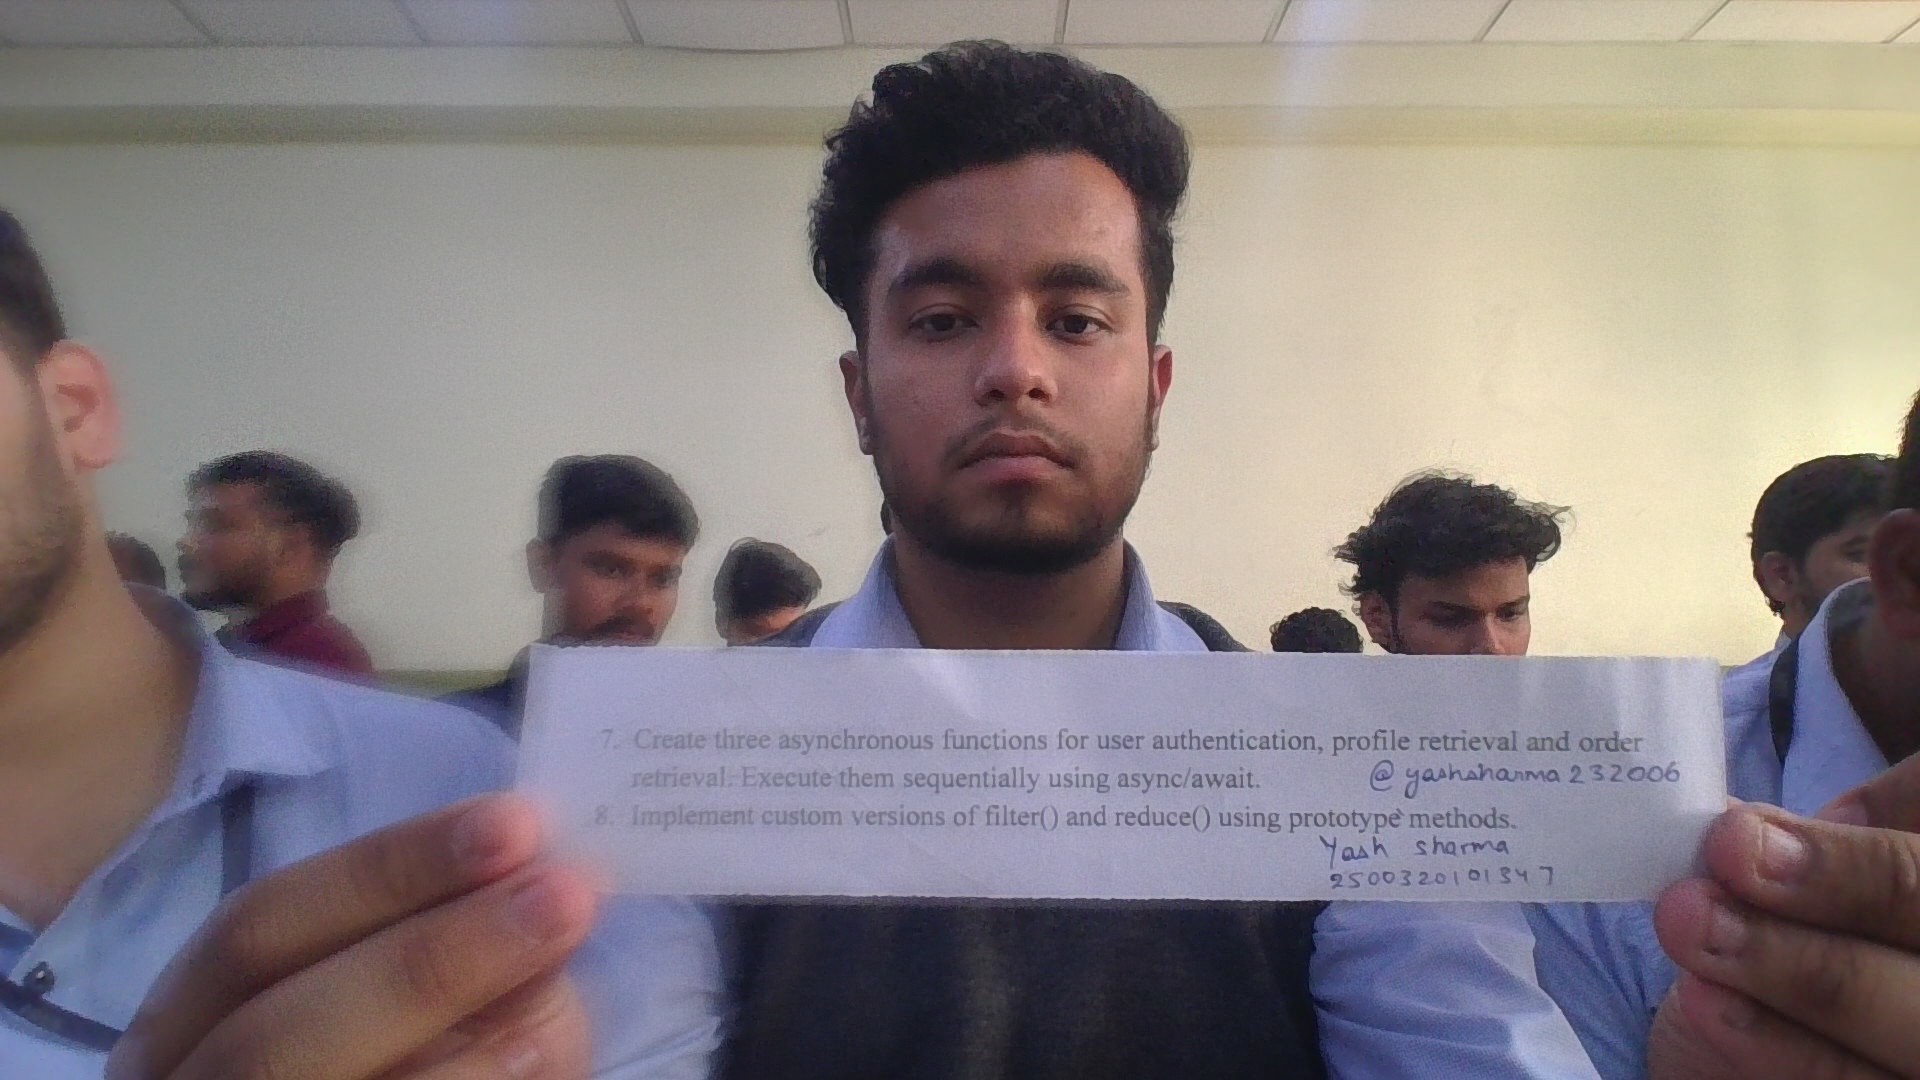 7. Create three asynchronous functions for user authentication, profile retrieval and order
retrieval. Execute them sequentially using async/await. @yashsharma232006
8. Implement custom versions of filter() and reduce() using prototype methods.
Yash sharma
2500320101347